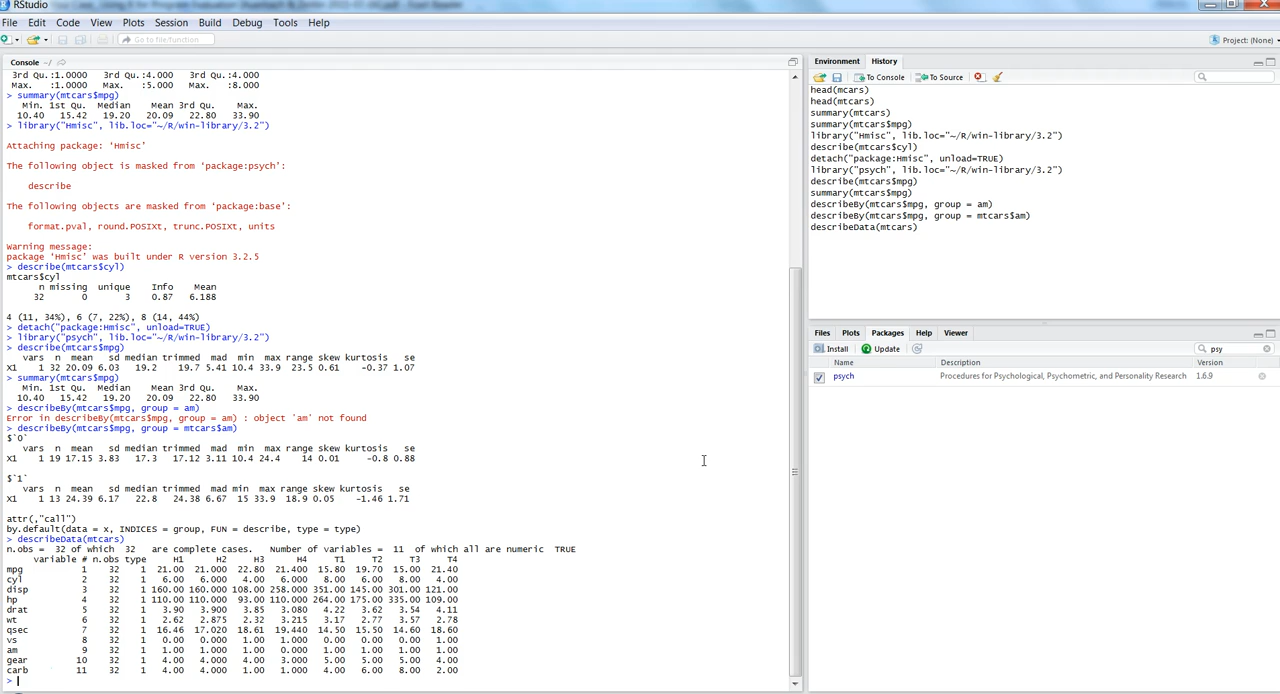 RStudio
File Edit Code View Plots Session Build Debug Tools Help
Go to file/function
Project: (None)
Console ~/
3rd Qu.:1.0000 3rd Qu.:4.000 3rd Qu.:4.000
Max. :1.0000 Max. :5.000 Max. :8.000
> summary(mtcars$mpg)
Min. 1st Qu. Median Mean 3rd Qu. Max.
10.40 15.42 19.20 20.09 22.80 33.90
> library("Hmisc", lib.loc="~/R/win-library/3.2")
Attaching package: ‘Hmisc’
The following object is masked from ‘package:psych’:
describe
The following objects are masked from ‘package:base’:
format.pval, round.POSIXt, trunc.POSIXt, units
Warning message:
package ‘Hmisc’ was built under R version 3.2.5
> describe(mtcars$cyl)
mtcars$cyl
n missing unique Info Mean
32 0 3 0.87 6.188
4 (11, 34%), 6 (7, 22%), 8 (14, 44%)
> detach("package:Hmisc", unload=TRUE)
> library("psych", lib.loc="~/R/win-library/3.2")
> describe(mtcars$mpg)
vars n mean sd median trimmed mad min max range skew kurtosis se
X1 1 32 20.09 6.03 19.2 19.7 5.41 10.4 33.9 23.5 0.61 -0.37 1.07
> summary(mtcars$mpg)
Min. 1st Qu. Median Mean 3rd Qu. Max.
10.40 15.42 19.20 20.09 22.80 33.90
> describeBy(mtcars$mpg, group = am)
Error in describeBy(mtcars$mpg, group = am) : object 'am' not found
> describeBy(mtcars$mpg, group = mtcars$am)
$`0`
vars n mean sd median trimmed mad min max range skew kurtosis se
X1 1 19 17.15 3.83 17.3 17.12 3.11 10.4 24.4 14 0.01 -0.8 0.88
$`1`
vars n mean sd median trimmed mad min max range skew kurtosis se
X1 1 13 24.39 6.17 22.8 24.38 6.67 15 33.9 18.9 0.05 -1.46 1.71
attr(,"call")
by.default(data = x, INDICES = group, FUN = describe, type = type)
> describeData(mtcars)
n.obs = 32 of which 32 are complete cases. Number of variables = 11 of which all are numeric TRUE
variable # n.obs type H1 H2 H3 H4 T1 T2 T3 T4
mpg 1 32 1 21.00 21.000 22.80 21.400 15.80 19.70 15.00 21.40
cyl 2 32 1 6.00 6.000 4.00 6.000 8.00 6.00 8.00 4.00
disp 3 32 1 160.00 160.000 108.00 258.000 351.00 145.00 301.00 121.00
hp 4 32 1 110.00 110.000 93.00 110.000 264.00 175.00 335.00 109.00
drat 5 32 1 3.90 3.900 3.85 3.080 4.22 3.62 3.54 4.11
wt 6 32 1 2.62 2.875 2.32 3.215 3.17 2.77 3.57 2.78
qsec 7 32 1 16.46 17.020 18.61 19.440 14.50 15.50 14.60 18.60
vs 8 32 1 0.00 0.000 1.00 1.000 0.00 0.00 0.00 1.00
am 9 32 1 1.00 1.000 1.00 0.000 1.00 1.00 1.00 1.00
gear 10 32 1 4.00 4.000 4.00 3.000 5.00 5.00 5.00 4.00
carb 11 32 1 4.00 4.000 1.00 1.000 4.00 6.00 8.00 2.00
>
Environment History
To Console To Source
head(mcars)
head(mtcars)
summary(mtcars)
summary(mtcars$mpg)
library("Hmisc", lib.loc="~/R/win-library/3.2")
describe(mtcars$cyl)
detach("package:Hmisc", unload=TRUE)
library("psych", lib.loc="~/R/win-library/3.2")
describe(mtcars$mpg)
summary(mtcars$mpg)
describeBy(mtcars$mpg, group = am)
describeBy(mtcars$mpg, group = mtcars$am)
describeData(mtcars)
Files Plots Packages Help Viewer
Install Update psy
Name Description Version
psych Procedures for Psychological, Psychometric, and Personality Research 1.6.9